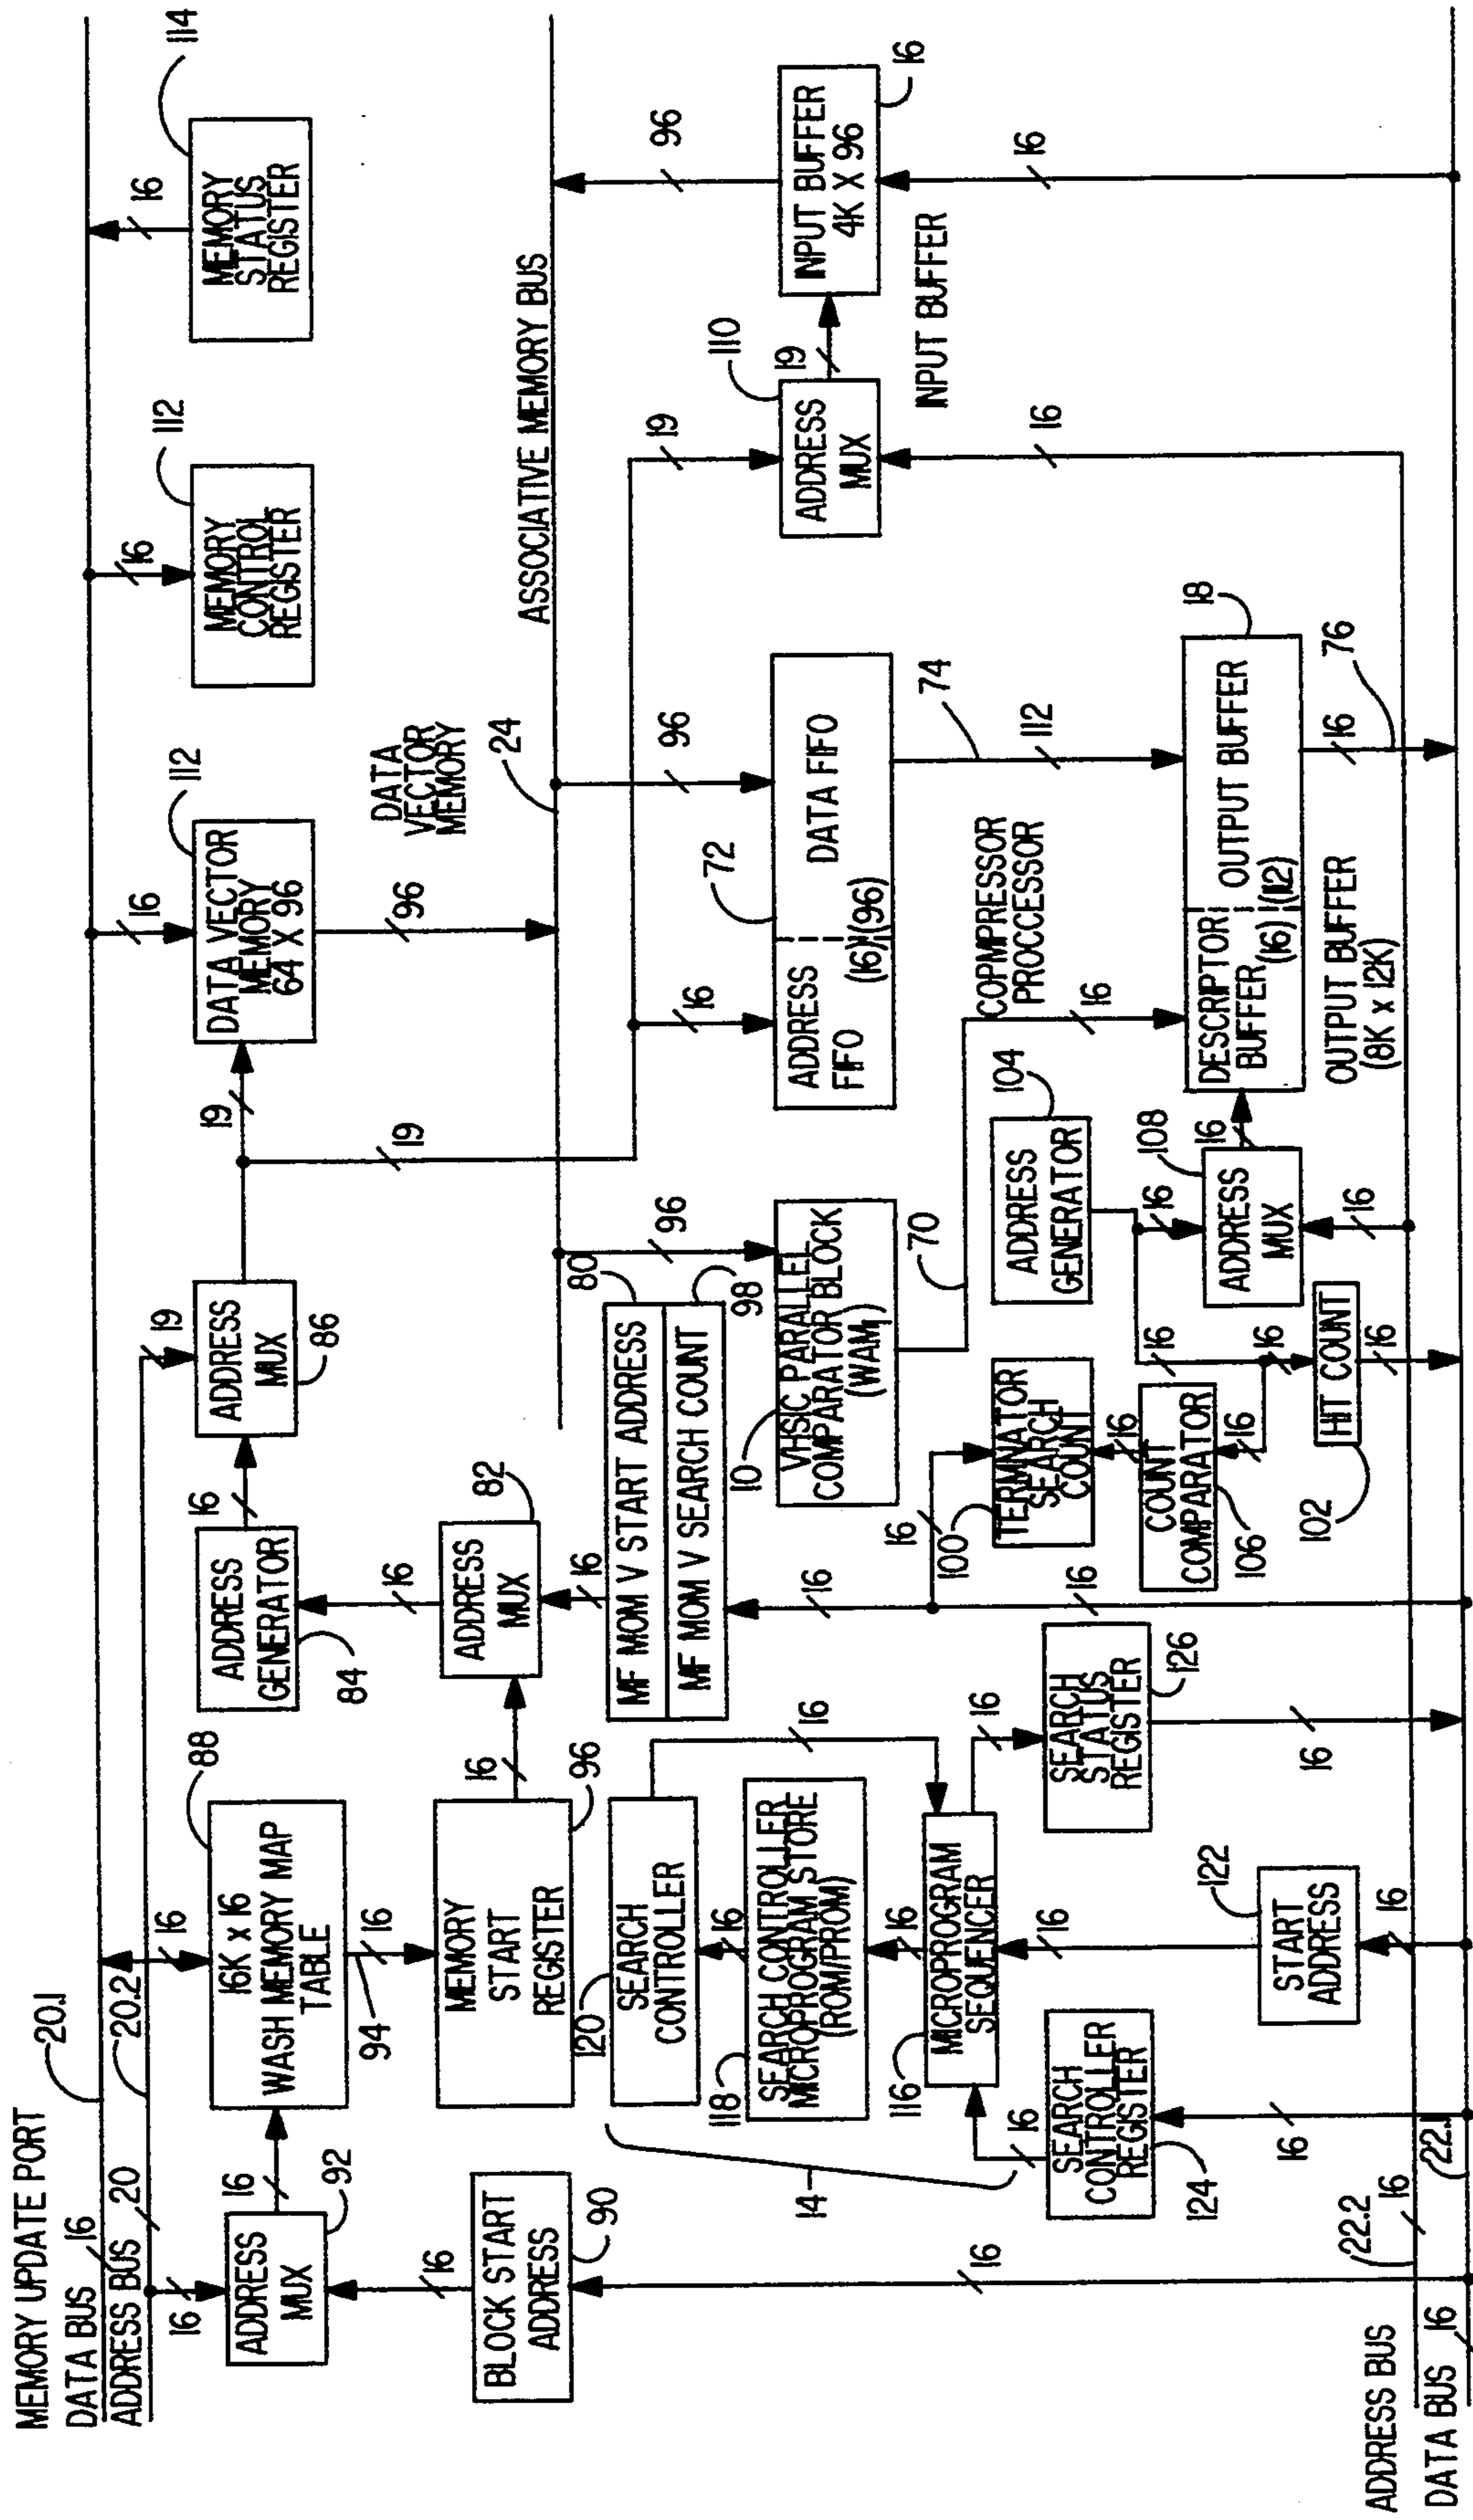 MEMORY UPDATE PORT
DATA BUS 16
ADDRESS BUS 20
20.1
20.2
16
ADDRESS
MUX
92
16
16
BLOCK START
ADDRESS
90
16
16
88
16K x 16
WASH MEMORY MAP
TABLE
94
16
MEMORY
START
REGISTER
96
16
ADDRESS
MUX
82
16
16
ADDRESS
GENERATOR
84
16
19
ADDRESS
MUX
86
19
19
16
112
DATA VECTOR
MEMORY
64 X 96
96
DATA
VECTOR
MEMORY
24
16
112
MEMORY
CONTROL
REGISTER
16
114
MEMORY
STATUS
REGISTER
ASSOCIATIVE MEMORY BUS
120
SEARCH
CONTROLLER
16
16
118
SEARCH CONTROLLER
MICROPROGRAM STORE
(ROM/PROM)
16
116
MICROPROGRAM
SEQUENCER
14
16
SEARCH
CONTROLLER
REGISTER
124
16
16
START
ADDRESS
122
16
16
SEARCH
STATUS
REGISTER
126
16
80
MF MOM V START ADDRESS
MF MOM V SEARCH COUNT
98
16
16
16
100
TERMNATOR
SEARCH
COUNT
16
COUNT
COMPARATOR
106
16
16
16
HIT COUNT
102
16
96
10
VHSIC PARALLEL
COMPARATOR BLOCK
(WAM)
70
ADDRESS
GENERATOR
104
16
108
ADDRESS
MUX
16
16
16
72
96
ADDRESS
FIFO
(16)
(96)
DATA FIFO
74
112
COPMPRESSOR
PROCCESSOR
16
DESCRIPTOR
BUFFER
(16)
(112)
OUTPUT BUFFER
18
16
76
OUTPUT BUFFER
(8K x 12K)
19
110
ADDRESS
MUX
19
16
INPUT BUFFER
4K X 96
16
96
16
INPUT BUFFER
22.2
16
22.1
ADDRESS BUS
DATA BUS 16